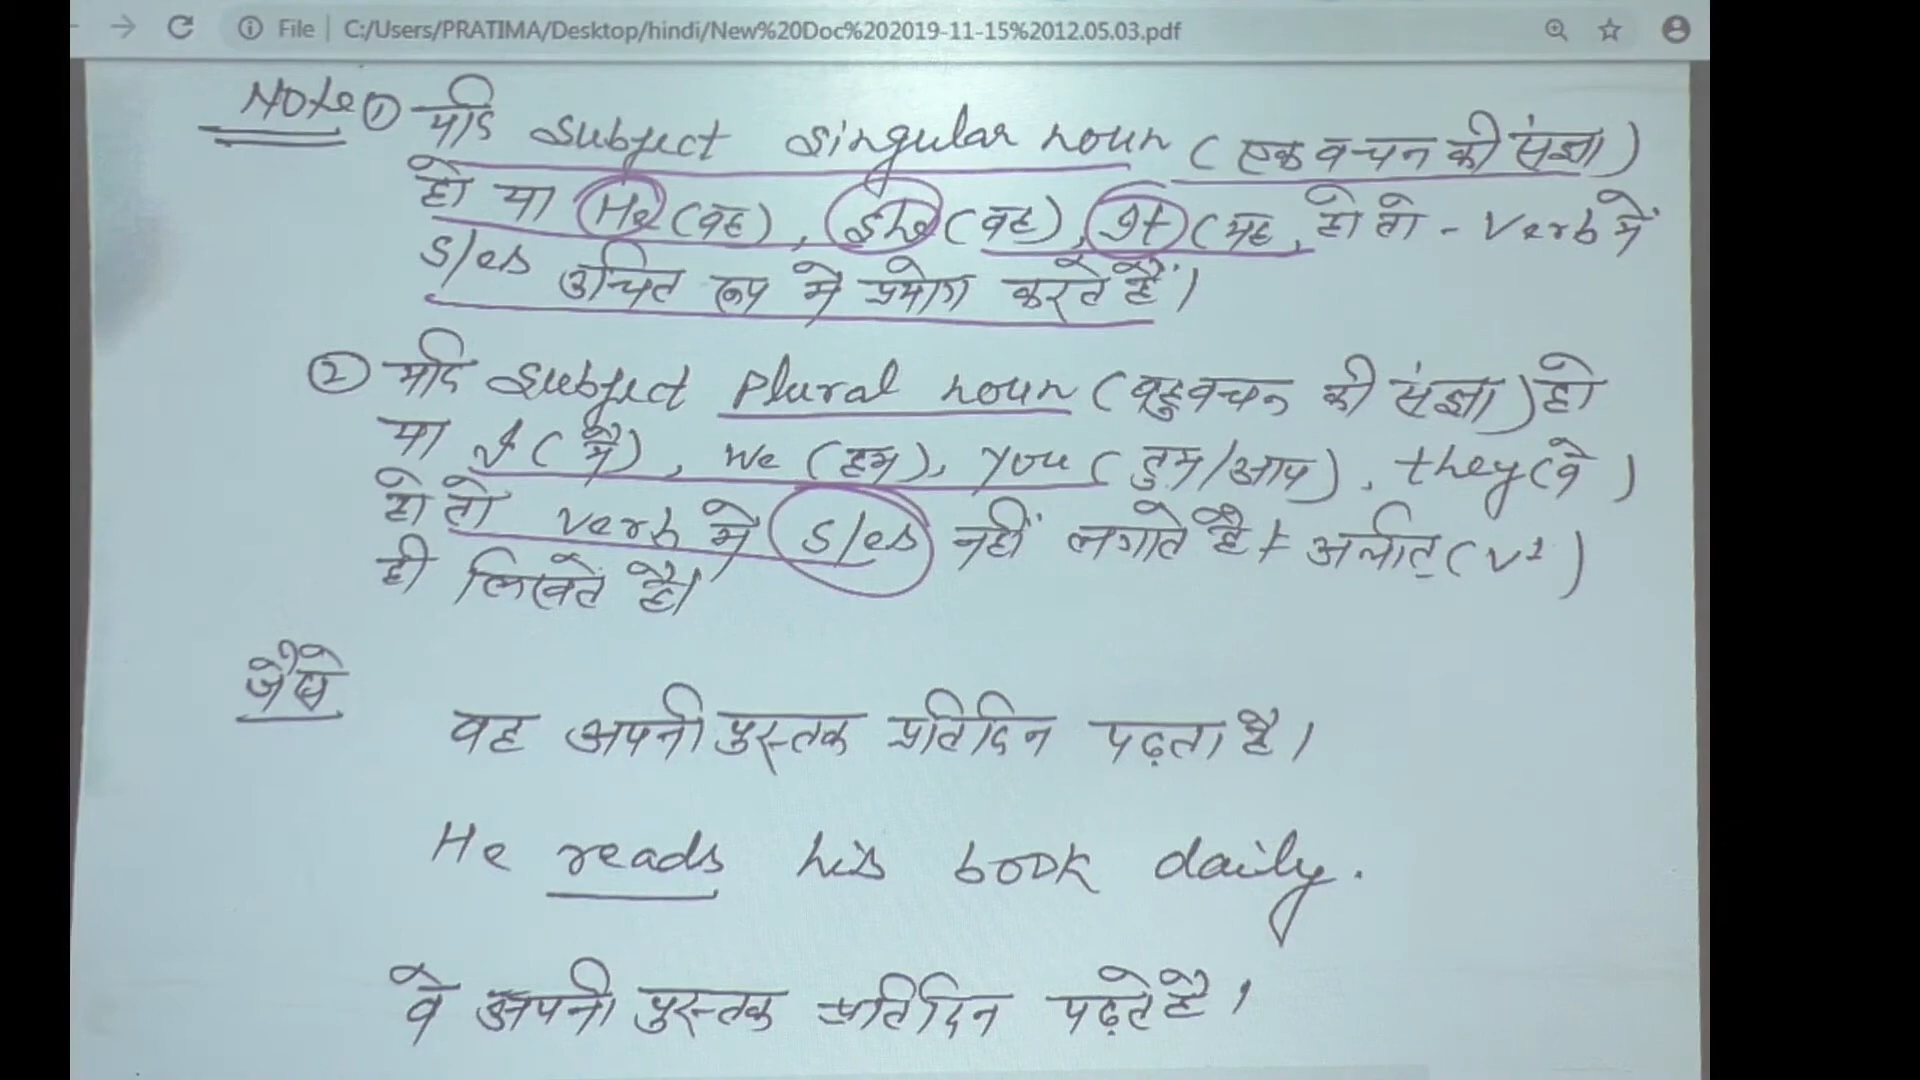 File | C:/Users/PRATIMA/Desktop/hindi/New%20Doc%202019-11-15%2012.05.03.pdf
Note ① यदि Subject Singular noun (एक वचन की संज्ञा)
हो या He (वह), She (वह), It (यह, हो तो - Verb में
S/es उचित रूप मे प्रयोग करते हैं।
② यदि Subject Plural noun (बहुवचन की संज्ञा) हो
या I (मैं), We (हम), You (तुम/आप), they (वे)
हो तो verb मे S/es नहीं लगाते है। अर्थात् (V¹)
ही लिखते है।
जैसे
वह अपनी पुस्तक प्रतिदिन पढ़ता है।
He reads his book daily.
वे अपनी पुस्तक प्रतिदिन पढ़ते है।